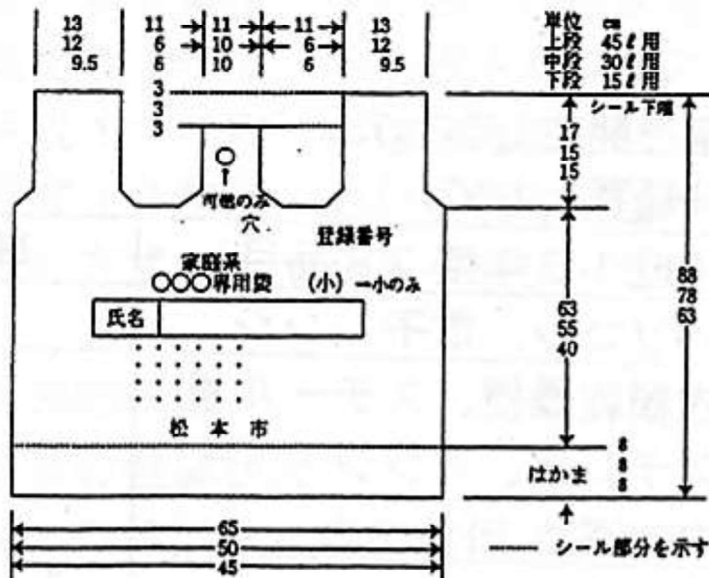 13 11 11 11 13
12 6 10 6 12
9.5 6 10 6 9.5
単位 cm
上段 45ℓ用
中段 30ℓ用
下段 15ℓ用
3
3
3
シール下端
17
15
15
可燃のみ
穴
登録番号
家庭系
(小) 一小のみ
氏名
63
55
40
88
78
63
松本市
はかま
8
8
8
65
50
45
シール部分を示す